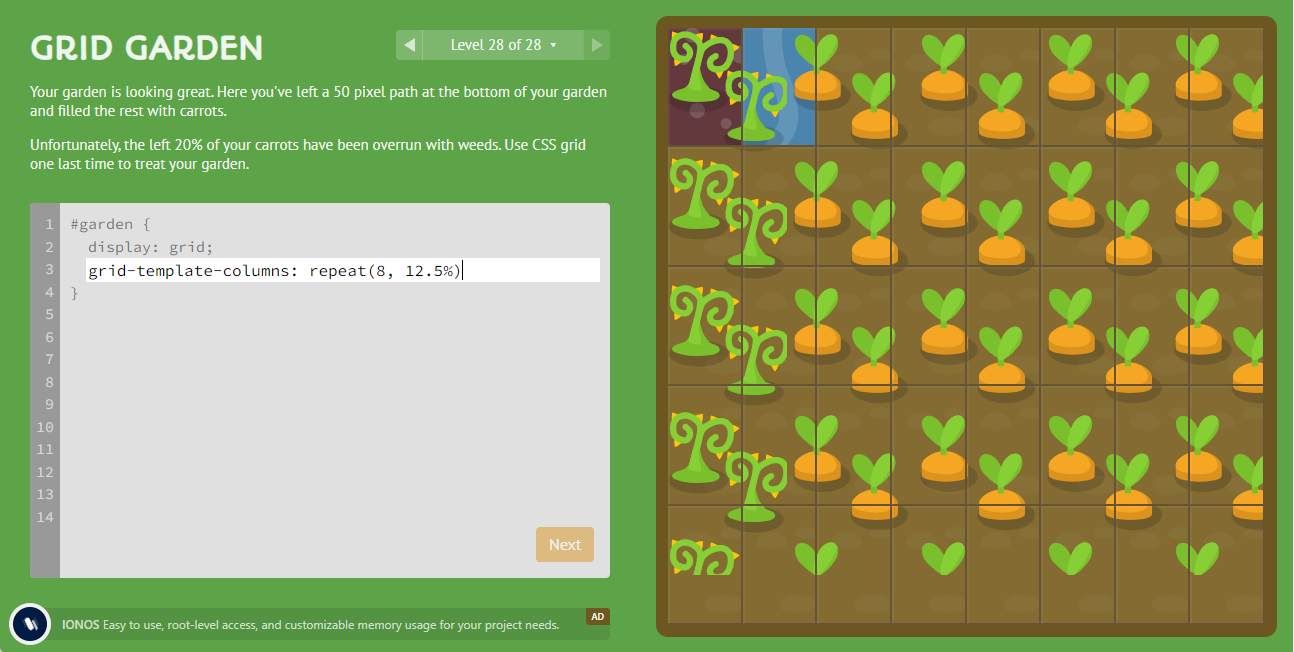 GRID GARDEN
◀ Level 28 of 28 ▾ ▶
Your garden is looking great. Here you've left a 50 pixel path at the bottom of your garden
and filled the rest with carrots.
Unfortunately, the left 20% of your carrots have been overrun with weeds. Use CSS grid
one last time to treat your garden.
1 #garden {
2   display: grid;
3   grid-template-columns: repeat(8, 12.5%)
4 }
5
6
7
8
9
10
11
12
13
14
Next
AD
IONOS Easy to use, root-level access, and customizable memory usage for your project needs.